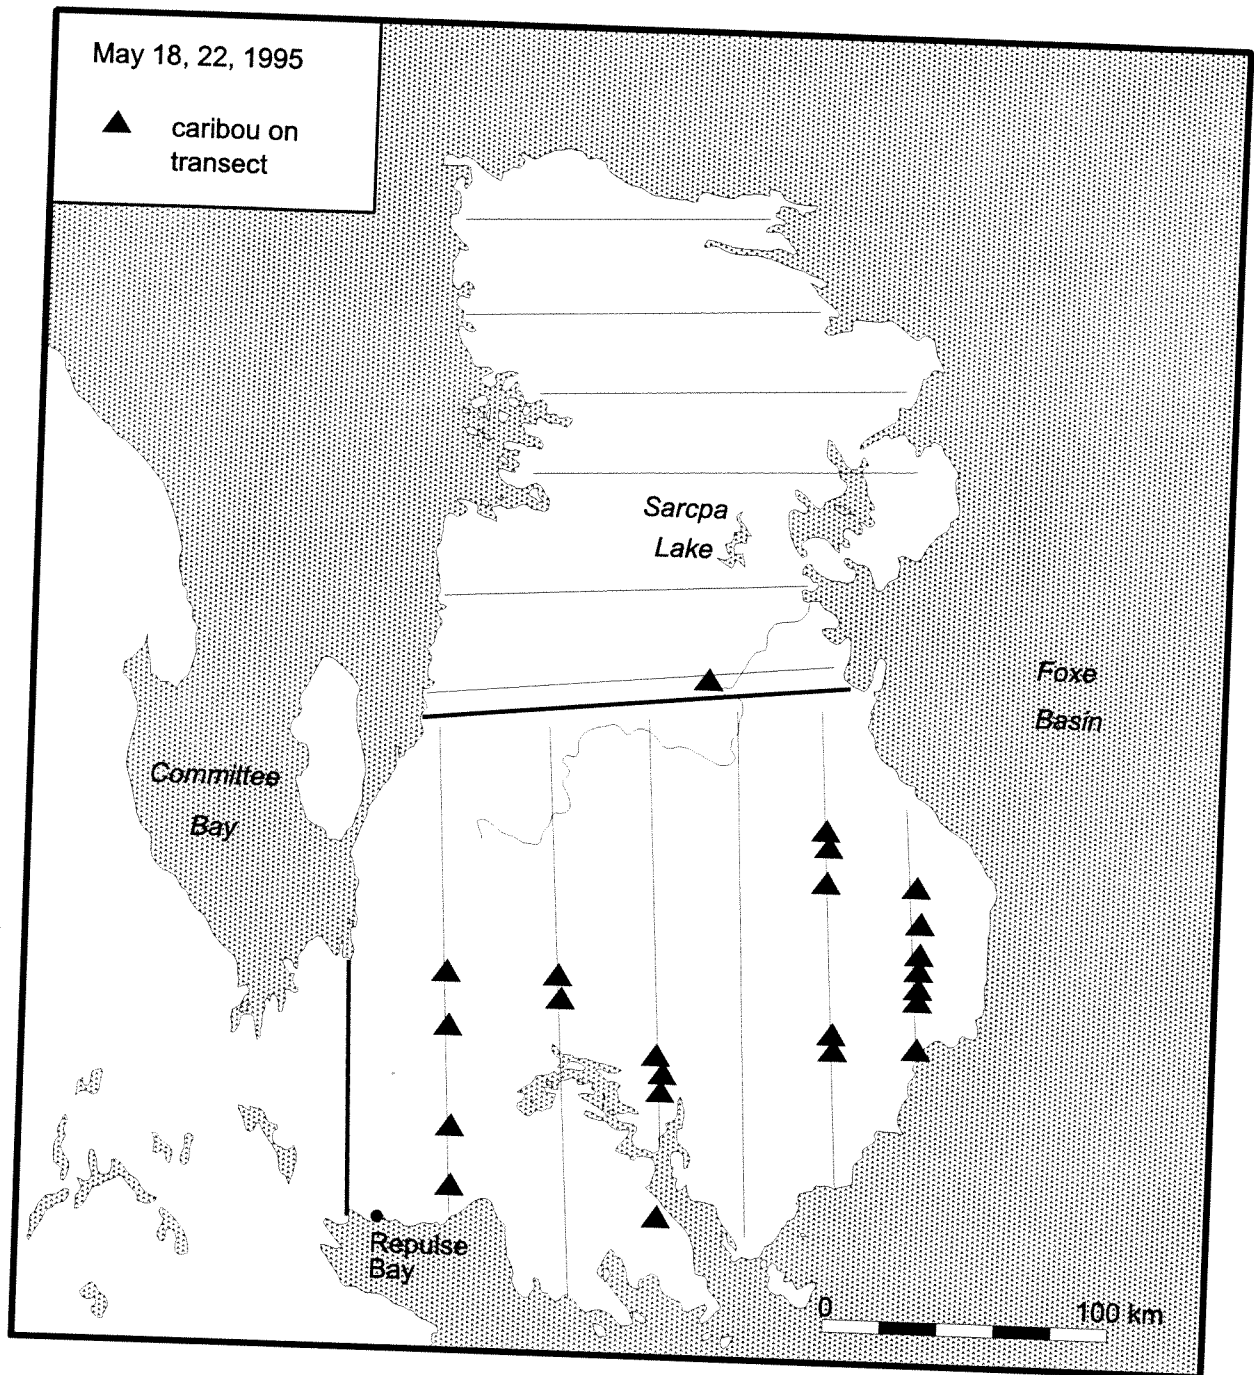 May 18, 22, 1995
caribou on
transect
Sarcpa
Lake
Foxe
Basin
Committee
Bay
Repulse
Bay
0 100 km